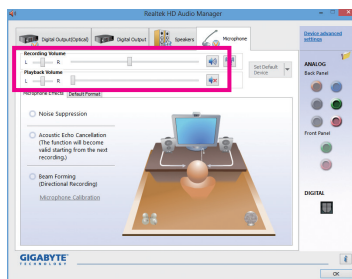 Realtek HD Audio Manager
Digital Output(Optical)
Digital Output
Speakers
Microphone
Device advanced
settings
Recording Volume
L
R
Set Default
Device
Playback Volume
L
R
ANALOG
Back Panel
Microphone Effects
Default Format
Noise Suppression
Acoustic Echo Cancellation
(The function will become
valid starting from the next
recording.)
Front Panel
Beam Forming
(Directional Recording)
Microphone Calibration
DIGITAL
GIGABYTE
TECHNOLOGY
OK